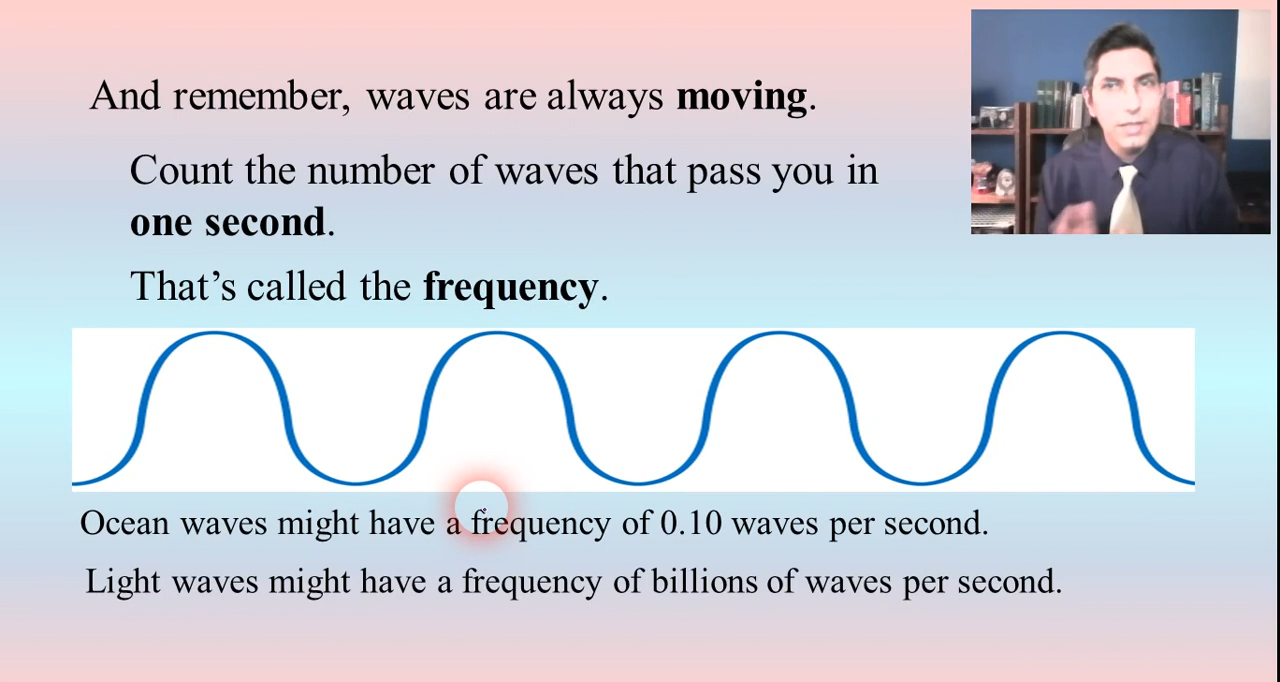 And remember, waves are always moving.
Count the number of waves that pass you in
one second.
That’s called the frequency.
Ocean waves might have a frequency of 0.10 waves per second.
Light waves might have a frequency of billions of waves per second.